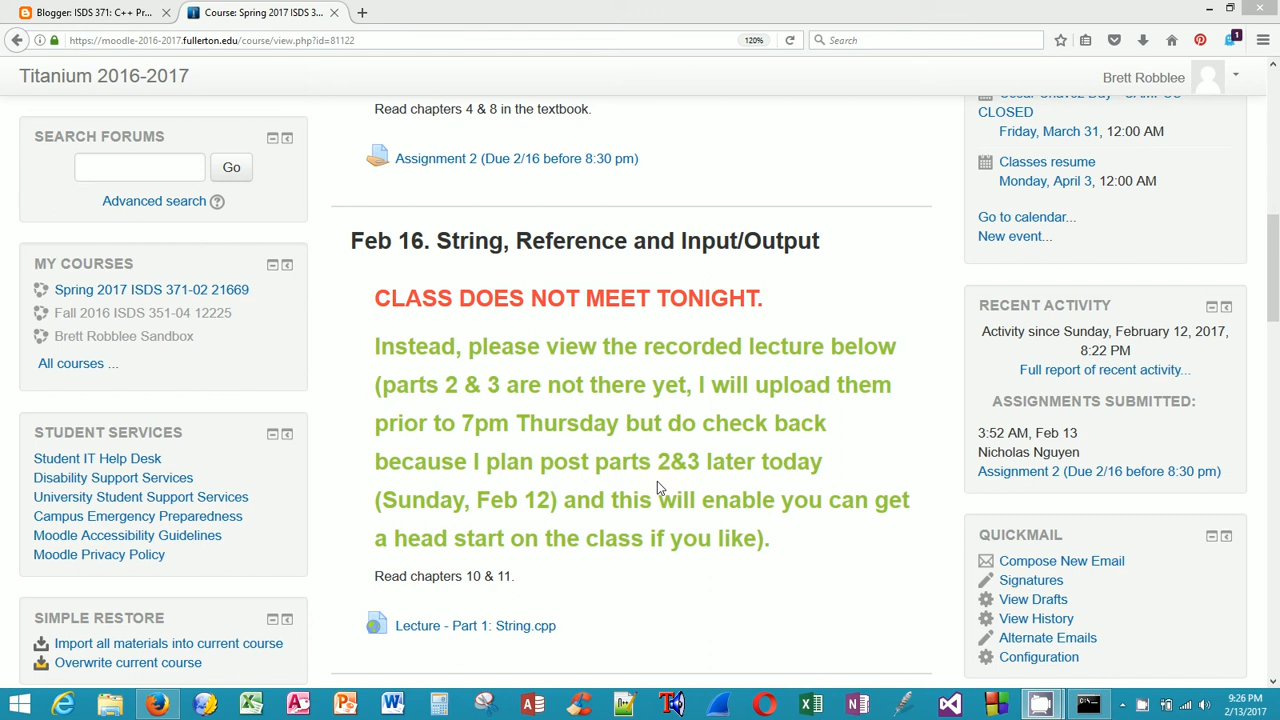 Blogger: ISDS 371: C++ Pr...
Course: Spring 2017 ISDS 3...
https://moodle-2016-2017.fullerton.edu/course/view.php?id=81122
120%
Search
1
Titanium 2016-2017
Brett Robblee
SEARCH FORUMS
Go
Advanced search
MY COURSES
Spring 2017 ISDS 371-02 21669
Fall 2016 ISDS 351-04 12225
Brett Robblee Sandbox
All courses ...
STUDENT SERVICES
Student IT Help Desk
Disability Support Services
University Student Support Services
Campus Emergency Preparedness
Moodle Accessibility Guidelines
Moodle Privacy Policy
SIMPLE RESTORE
Import all materials into current course
Overwrite current course
Read chapters 4 & 8 in the textbook.
Assignment 2 (Due 2/16 before 8:30 pm)
Feb 16. String, Reference and Input/Output
CLASS DOES NOT MEET TONIGHT.
Instead, please view the recorded lecture below
(parts 2 & 3 are not there yet, I will upload them
prior to 7pm Thursday but do check back
because I plan post parts 2&3 later today
(Sunday, Feb 12) and this will enable you can get
a head start on the class if you like).
Read chapters 10 & 11.
Lecture - Part 1: String.cpp
CLOSED
Friday, March 31, 12:00 AM
Classes resume
Monday, April 3, 12:00 AM
Go to calendar...
New event...
RECENT ACTIVITY
Activity since Sunday, February 12, 2017,
8:22 PM
Full report of recent activity...
ASSIGNMENTS SUBMITTED:
3:52 AM, Feb 13
Nicholas Nguyen
Assignment 2 (Due 2/16 before 8:30 pm)
QUICKMAIL
Compose New Email
Signatures
View Drafts
View History
Alternate Emails
Configuration
9:26 PM
2/13/2017